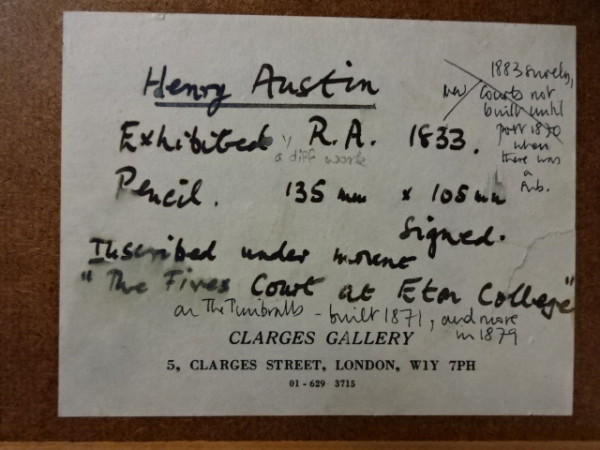 Henry Austin
Exhibited R.A. 1833.
a diff work
1883 surely,
Courts not
built until
post 1870
when
there was
a
Pub.
Pencil. 135 mm x 105 mm
Signed.
Inscribed under mount
"The Fives Court at Eton College"
on The Timbralls - built 1871, and more
in 1879
CLARGES GALLERY
5, CLARGES STREET, LONDON, W1Y 7PH
01-629 3715